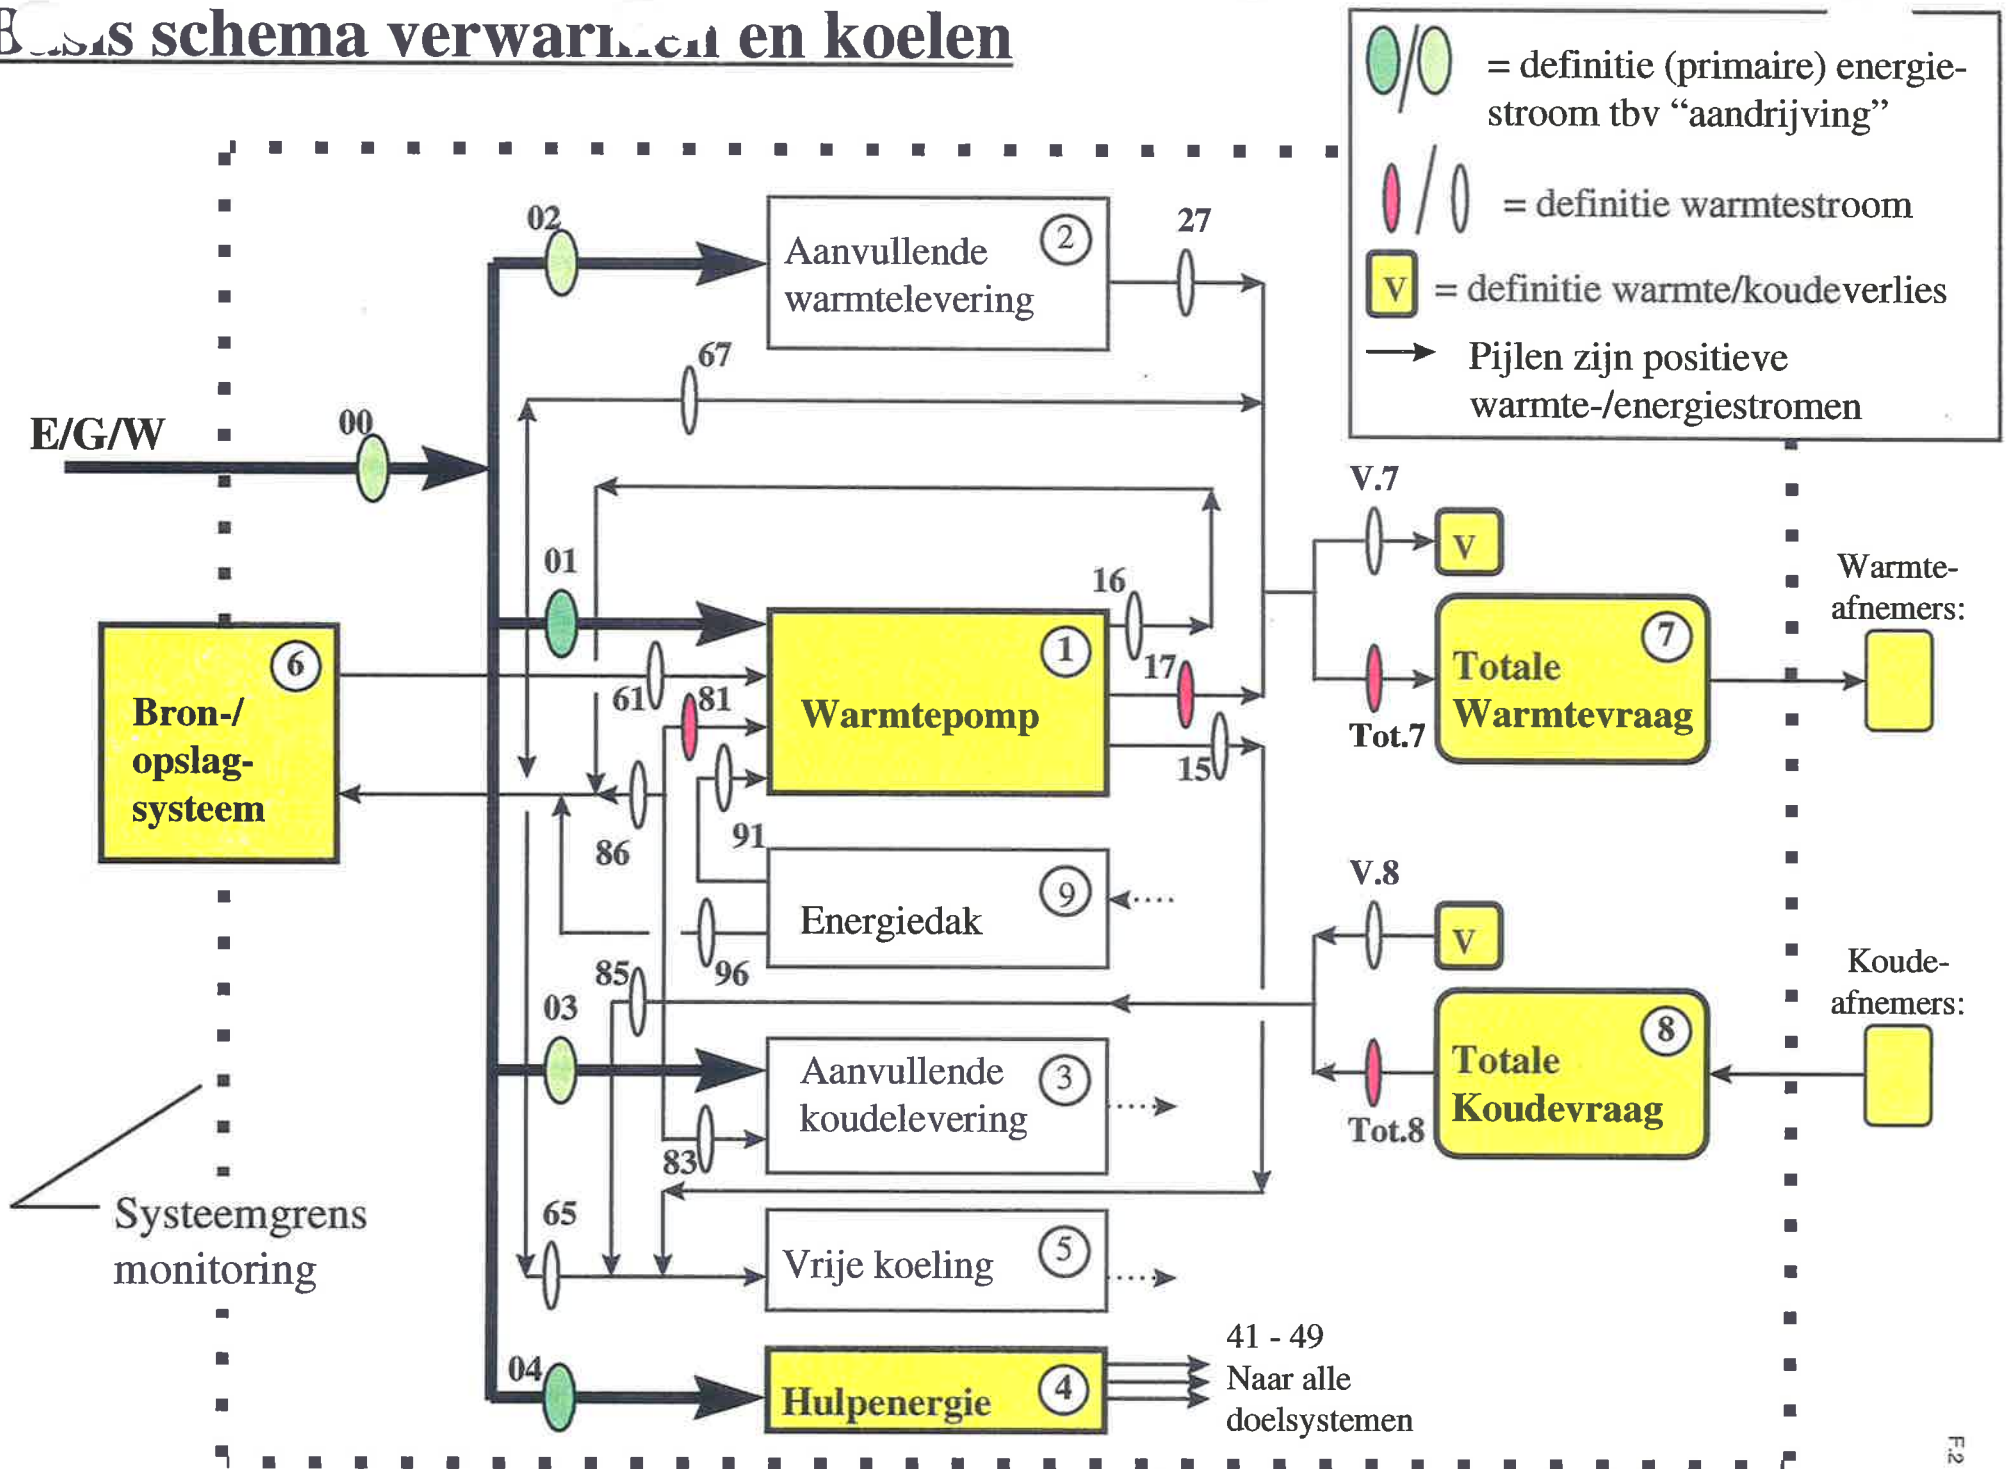 schema verwarmen en koelen
= definitie (primaire) energie-
stroom tbv “aandrijving”
= definitie warmtestroom
V = definitie warmte/koudeverlies
Pijlen zijn positieve
warmte-/energiestromen
E/G/W
00
02
Aanvullende
warmtelevering
2
27
67
01
6
Bron-/
opslag-
systeem
61
81
Warmtepomp
1
16
17
15
V.7
V
Totale
Warmtevraag
7
Tot.7
Warmte-
afnemers:
86
91
Energiedak
9
96
85
V.8
V
Totale
Koudevraag
8
Tot.8
Koude-
afnemers:
03
Aanvullende
koudelevering
3
83
Systeemgrens
monitoring
65
Vrije koeling
5
04
Hulpenergie
4
41 - 49
Naar alle
doelsystemen
F.2